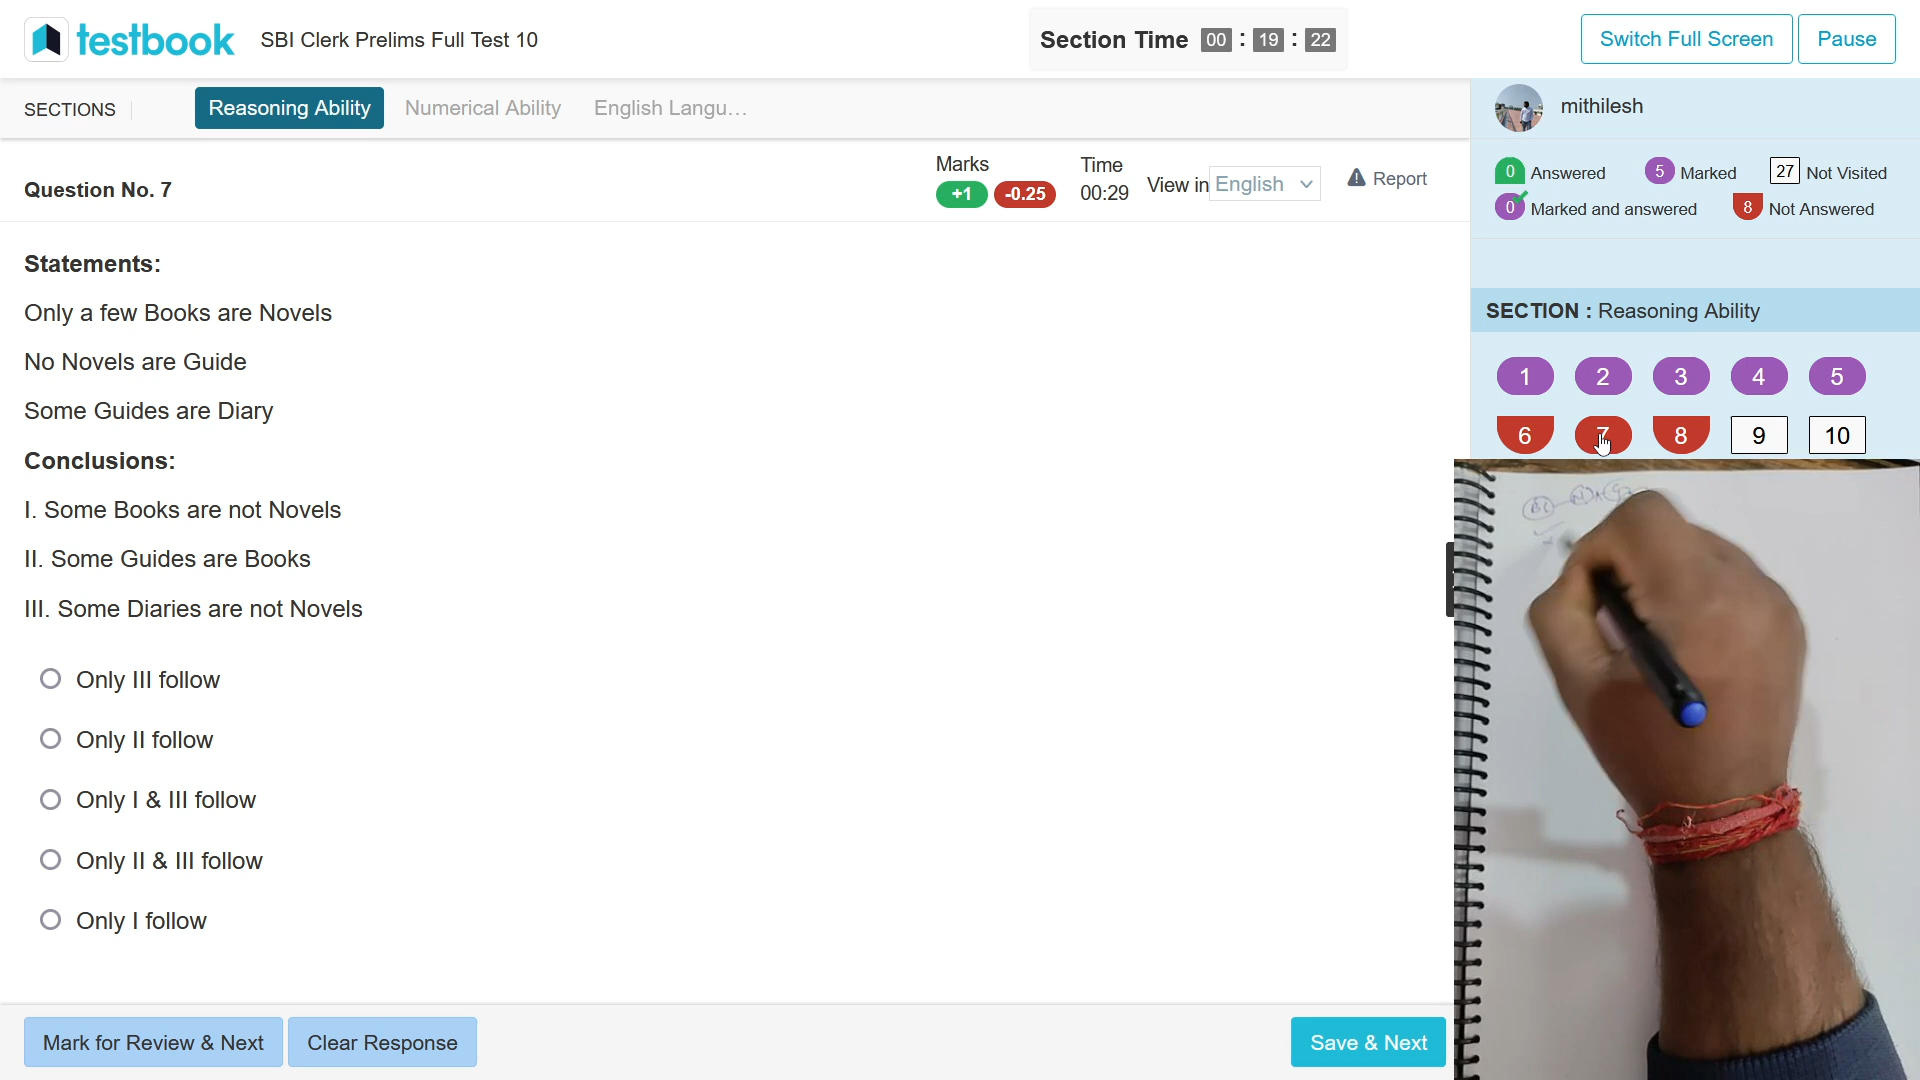 testbook
SBI Clerk Prelims Full Test 10
Section Time 00 : 19 : 22
Switch Full Screen
Pause
SECTIONS
Reasoning Ability
Numerical Ability
English Langu...
mithilesh
Question No. 7
Marks
+1 -0.25
Time
00:29
View in English
Report
0 Answered
5 Marked
27 Not Visited
0 Marked and answered
8 Not Answered
Statements:
Only a few Books are Novels
No Novels are Guide
Some Guides are Diary
Conclusions:
I. Some Books are not Novels
II. Some Guides are Books
III. Some Diaries are not Novels
Only III follow
Only II follow
Only I & III follow
Only II & III follow
Only I follow
SECTION : Reasoning Ability
1 2 3 4 5
6 7 8 9 10
Mark for Review & Next
Clear Response
Save & Next